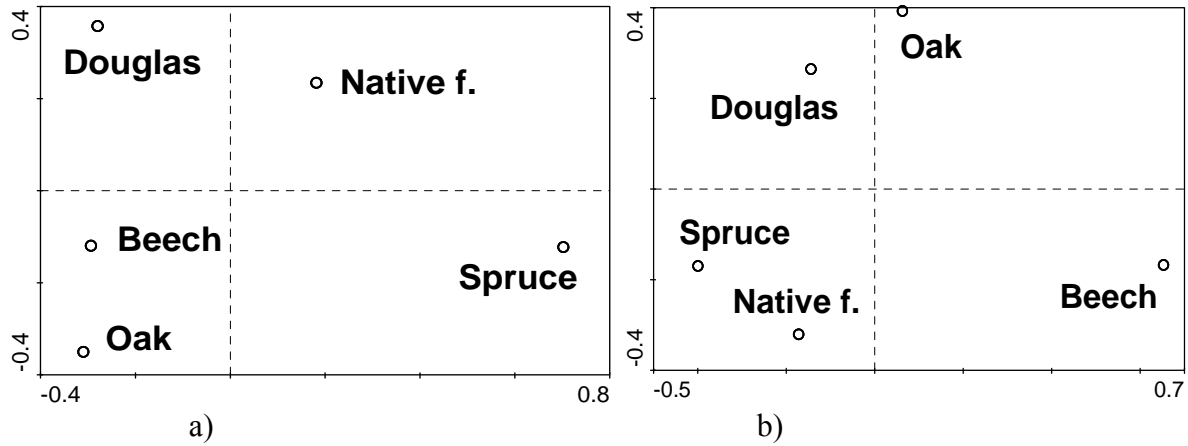 0.4
Douglas
Native f.
Beech
Spruce
Oak
-0.4
-0.4
0.8
a)
0.4
Oak
Douglas
Spruce
Native f.
Beech
-0.4
-0.5
0.7
b)